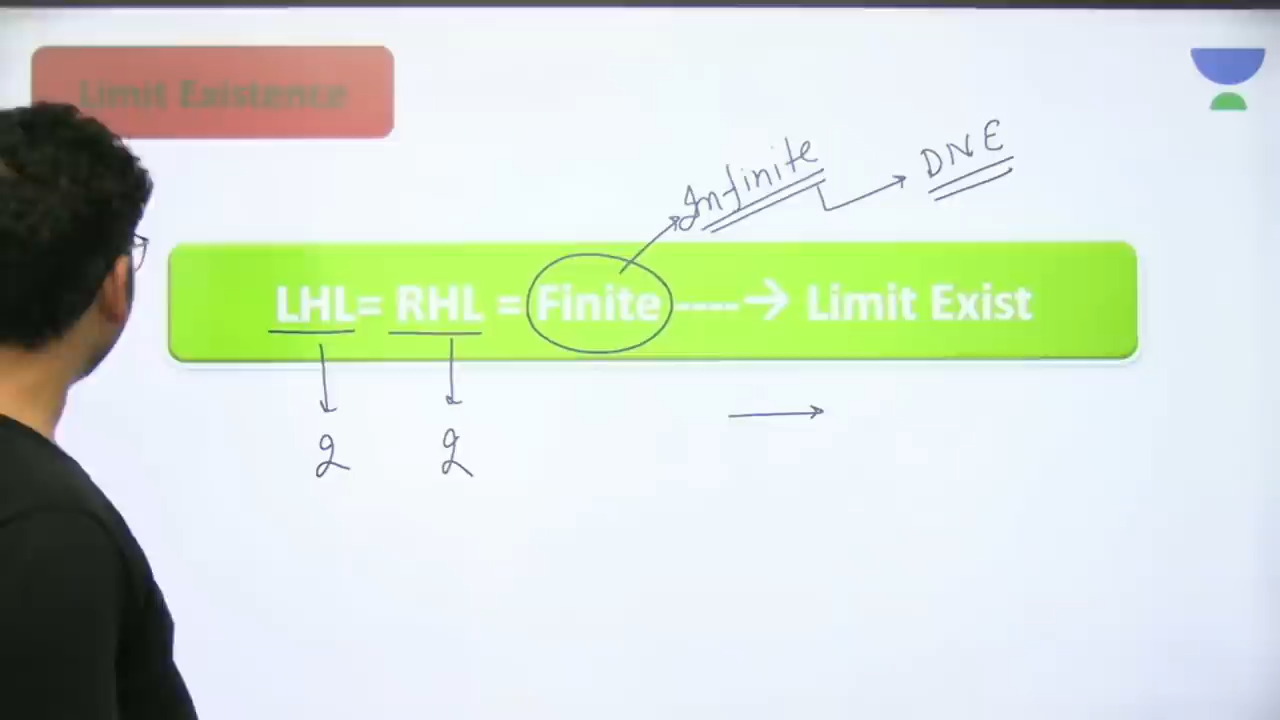 Limit Existence
Infinite
DNE
LHL= RHL = Finite ----→ Limit Exist
2 2